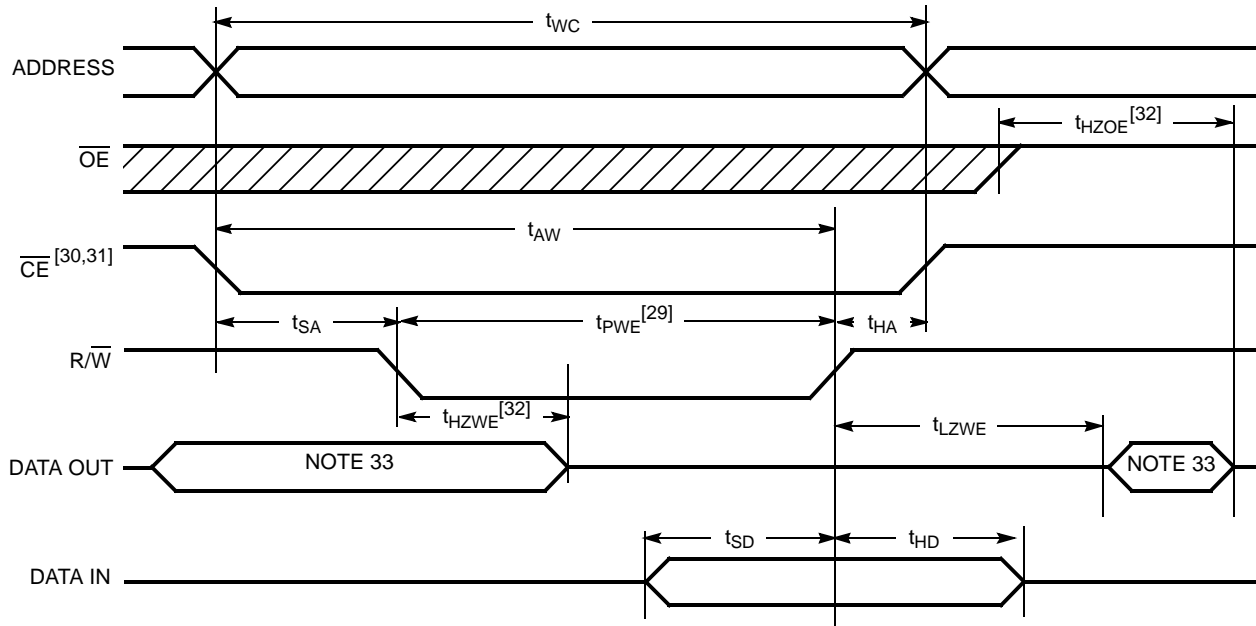 tWC
ADDRESS
tHZOE[32]
OE
tAW
CE [30,31]
tSA tPWE[29] tHA
R/W
tHZWE[32] tLZWE
DATA OUT NOTE 33 NOTE 33
tSD tHD
DATA IN